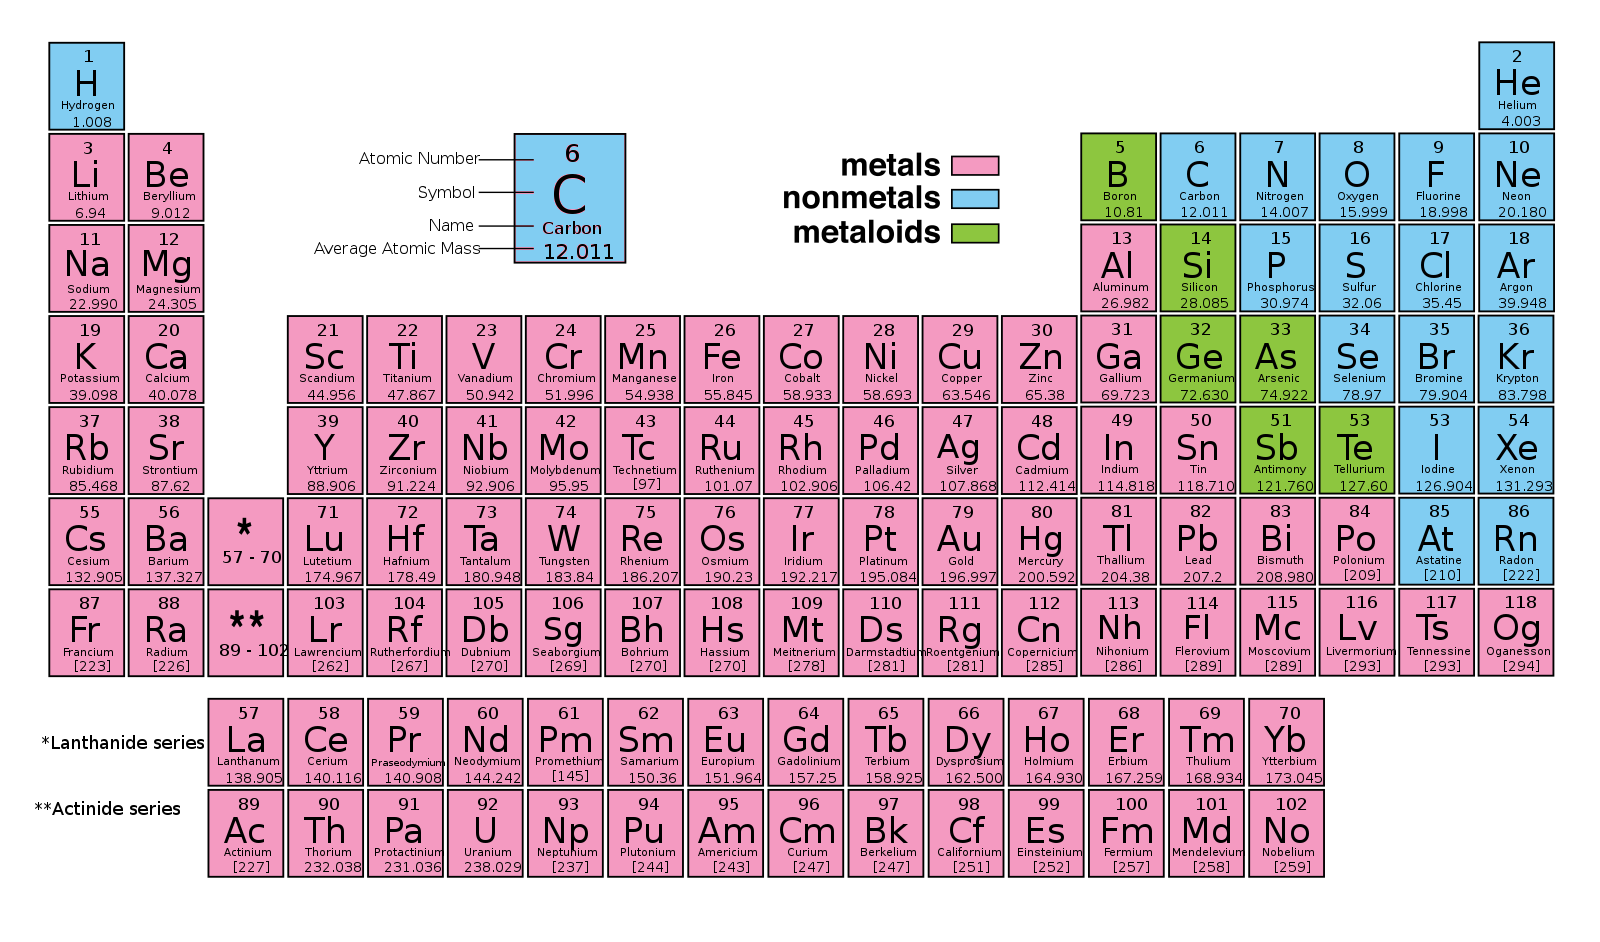 1
H
Hydrogen
1.008
2
He
Helium
4.003
3
Li
Lithium
6.94
4
Be
Beryllium
9.012
Atomic Number
Symbol
Name
Average Atomic Mass
6
C
Carbon
12.011
metals
nonmetals
metaloids
5
B
Boron
10.81
6
C
Carbon
12.011
7
N
Nitrogen
14.007
8
O
Oxygen
15.999
9
F
Fluorine
18.998
10
Ne
Neon
20.180
11
Na
Sodium
22.990
12
Mg
Magnesium
24.305
13
Al
Aluminum
26.982
14
Si
Silicon
28.085
15
P
Phosphorus
30.974
16
S
Sulfur
32.06
17
Cl
Chlorine
35.45
18
Ar
Argon
39.948
19
K
Potassium
39.098
20
Ca
Calcium
40.078
21
Sc
Scandium
44.956
22
Ti
Titanium
47.867
23
V
Vanadium
50.942
24
Cr
Chromium
51.996
25
Mn
Manganese
54.938
26
Fe
Iron
55.845
27
Co
Cobalt
58.933
28
Ni
Nickel
58.693
29
Cu
Copper
63.546
30
Zn
Zinc
65.38
31
Ga
Gallium
69.723
32
Ge
Germanium
72.630
33
As
Arsenic
74.922
34
Se
Selenium
78.97
35
Br
Bromine
79.904
36
Kr
Krypton
83.798
37
Rb
Rubidium
85.468
38
Sr
Strontium
87.62
39
Y
Yttrium
88.906
40
Zr
Zirconium
91.224
41
Nb
Niobium
92.906
42
Mo
Molybdenum
95.95
43
Tc
Technetium
[97]
44
Ru
Ruthenium
101.07
45
Rh
Rhodium
102.906
46
Pd
Palladium
106.42
47
Ag
Silver
107.868
48
Cd
Cadmium
112.414
49
In
Indium
114.818
50
Sn
Tin
118.710
51
Sb
Antimony
121.760
53
Te
Tellurium
127.60
53
I
Iodine
126.904
54
Xe
Xenon
131.293
55
Cs
Cesium
132.905
56
Ba
Barium
137.327
*
57 - 70
71
Lu
Lutetium
174.967
72
Hf
Hafnium
178.49
73
Ta
Tantalum
180.948
74
W
Tungsten
183.84
75
Re
Rhenium
186.207
76
Os
Osmium
190.23
77
Ir
Iridium
192.217
78
Pt
Platinum
195.084
79
Au
Gold
196.997
80
Hg
Mercury
200.592
81
Tl
Thallium
204.38
82
Pb
Lead
207.2
83
Bi
Bismuth
208.980
84
Po
Polonium
[209]
85
At
Astatine
[210]
86
Rn
Radon
[222]
87
Fr
Francium
[223]
88
Ra
Radium
[226]
**
89 - 102
103
Lr
Lawrencium
[262]
104
Rf
Rutherfordium
[267]
105
Db
Dubnium
[270]
106
Sg
Seaborgium
[269]
107
Bh
Bohrium
[270]
108
Hs
Hassium
[270]
109
Mt
Meitnerium
[278]
110
Ds
Darmstadtium
[281]
111
Rg
Roentgenium
[281]
112
Cn
Copernicium
[285]
113
Nh
Nihonium
[286]
114
Fl
Flerovium
[289]
115
Mc
Moscovium
[289]
116
Lv
Livermorium
[293]
117
Ts
Tennessine
[293]
118
Og
Oganesson
[294]
*Lanthanide series
57
La
Lanthanum
138.905
58
Ce
Cerium
140.116
59
Pr
Praseodymium
140.908
60
Nd
Neodymium
144.242
61
Pm
Promethium
[145]
62
Sm
Samarium
150.36
63
Eu
Europium
151.964
64
Gd
Gadolinium
157.25
65
Tb
Terbium
158.925
66
Dy
Dysprosium
162.500
67
Ho
Holmium
164.930
68
Er
Erbium
167.259
69
Tm
Thulium
168.934
70
Yb
Ytterbium
173.045
**Actinide series
89
Ac
Actinium
[227]
90
Th
Thorium
232.038
91
Pa
Protactinium
231.036
92
U
Uranium
238.029
93
Np
Neptunium
[237]
94
Pu
Plutonium
[244]
95
Am
Americium
[243]
96
Cm
Curium
[247]
97
Bk
Berkelium
[247]
98
Cf
Californium
[251]
99
Es
Einsteinium
[252]
100
Fm
Fermium
[257]
101
Md
Mendelevium
[258]
102
No
Nobelium
[259]